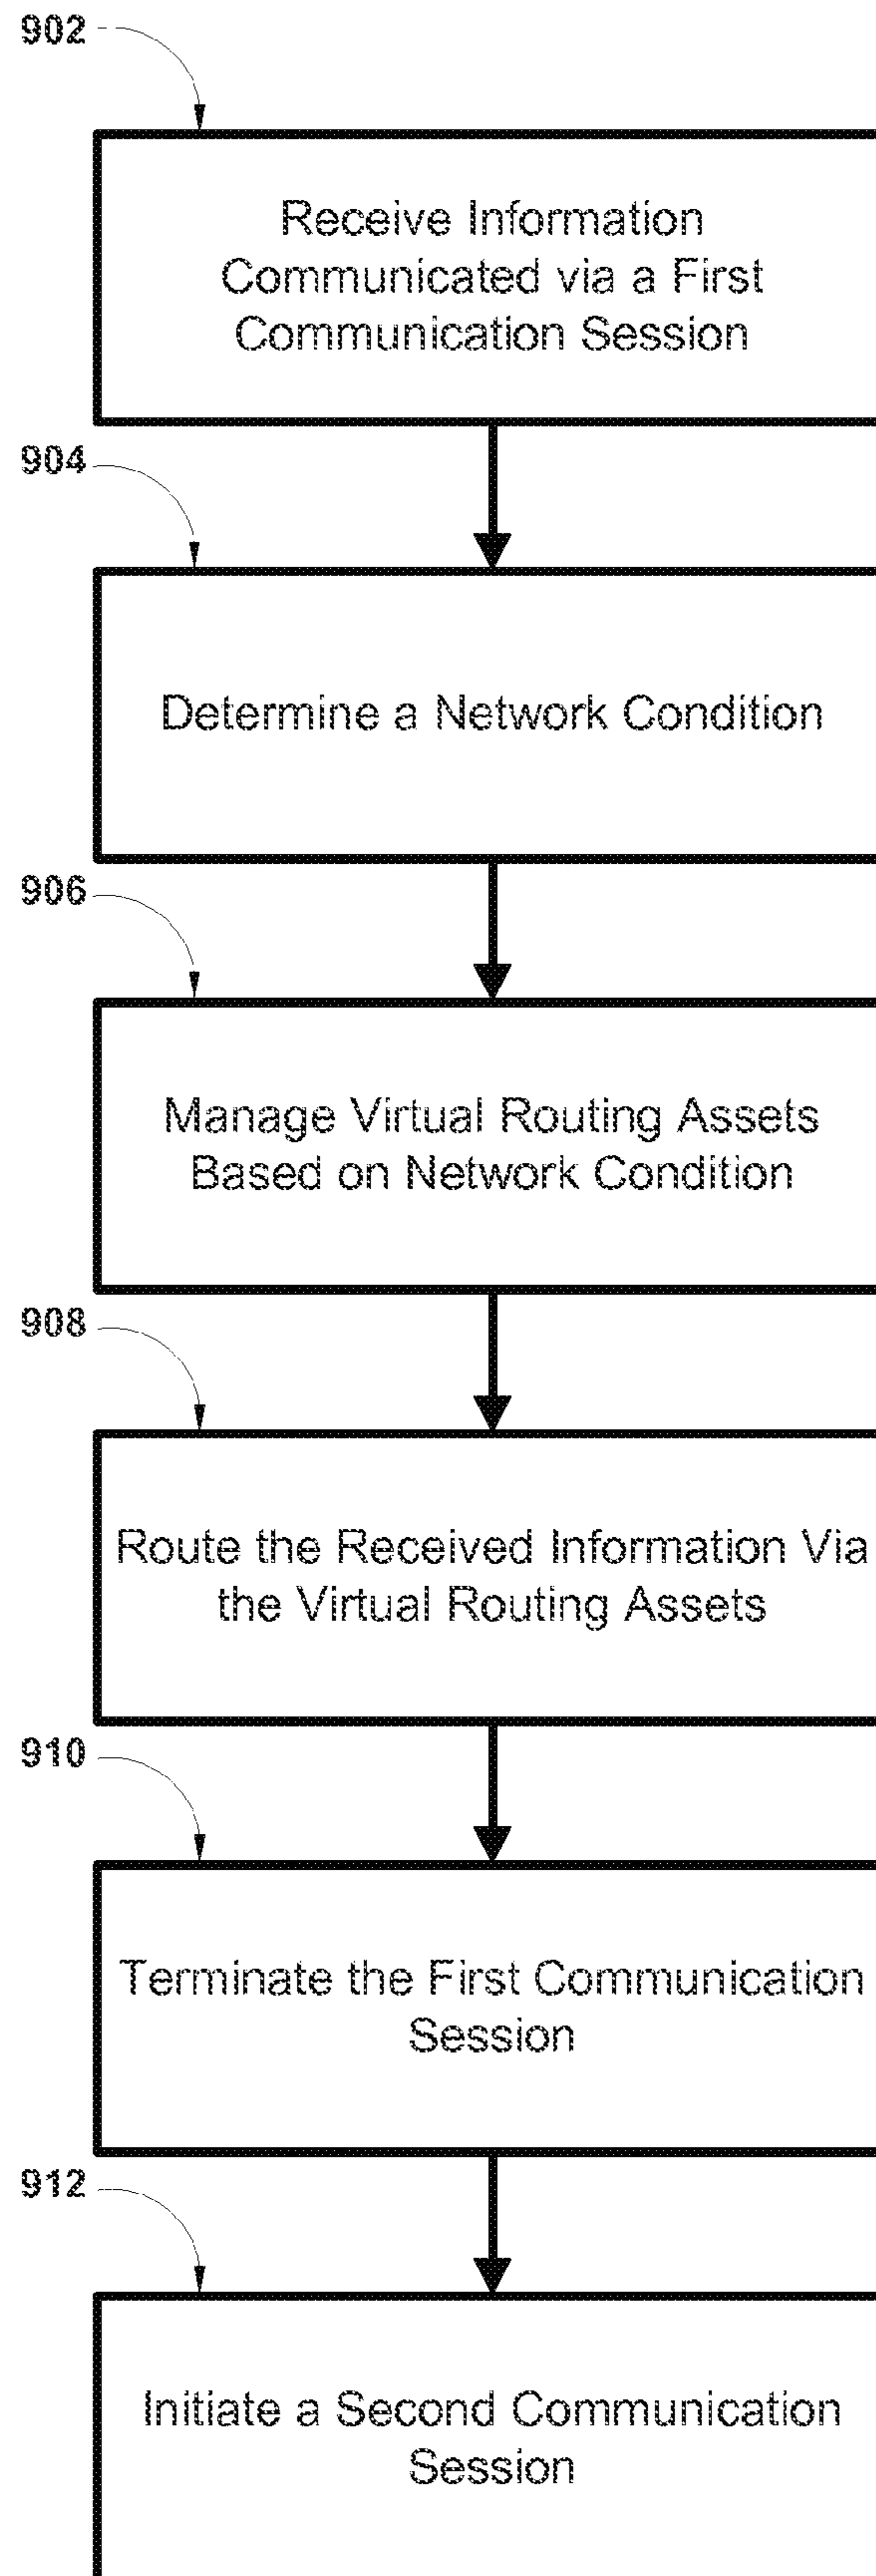 902
Receive Information
Communicated via a First
Communication Session
904
Determine a Network Condition
906
Manage Virtual Routing Assets
Based on Network Condition
908
Route the Received Information Via
the Virtual Routing Assets
910
Terminate the First Communication
Session
912
Initiate a Second Communication
Session